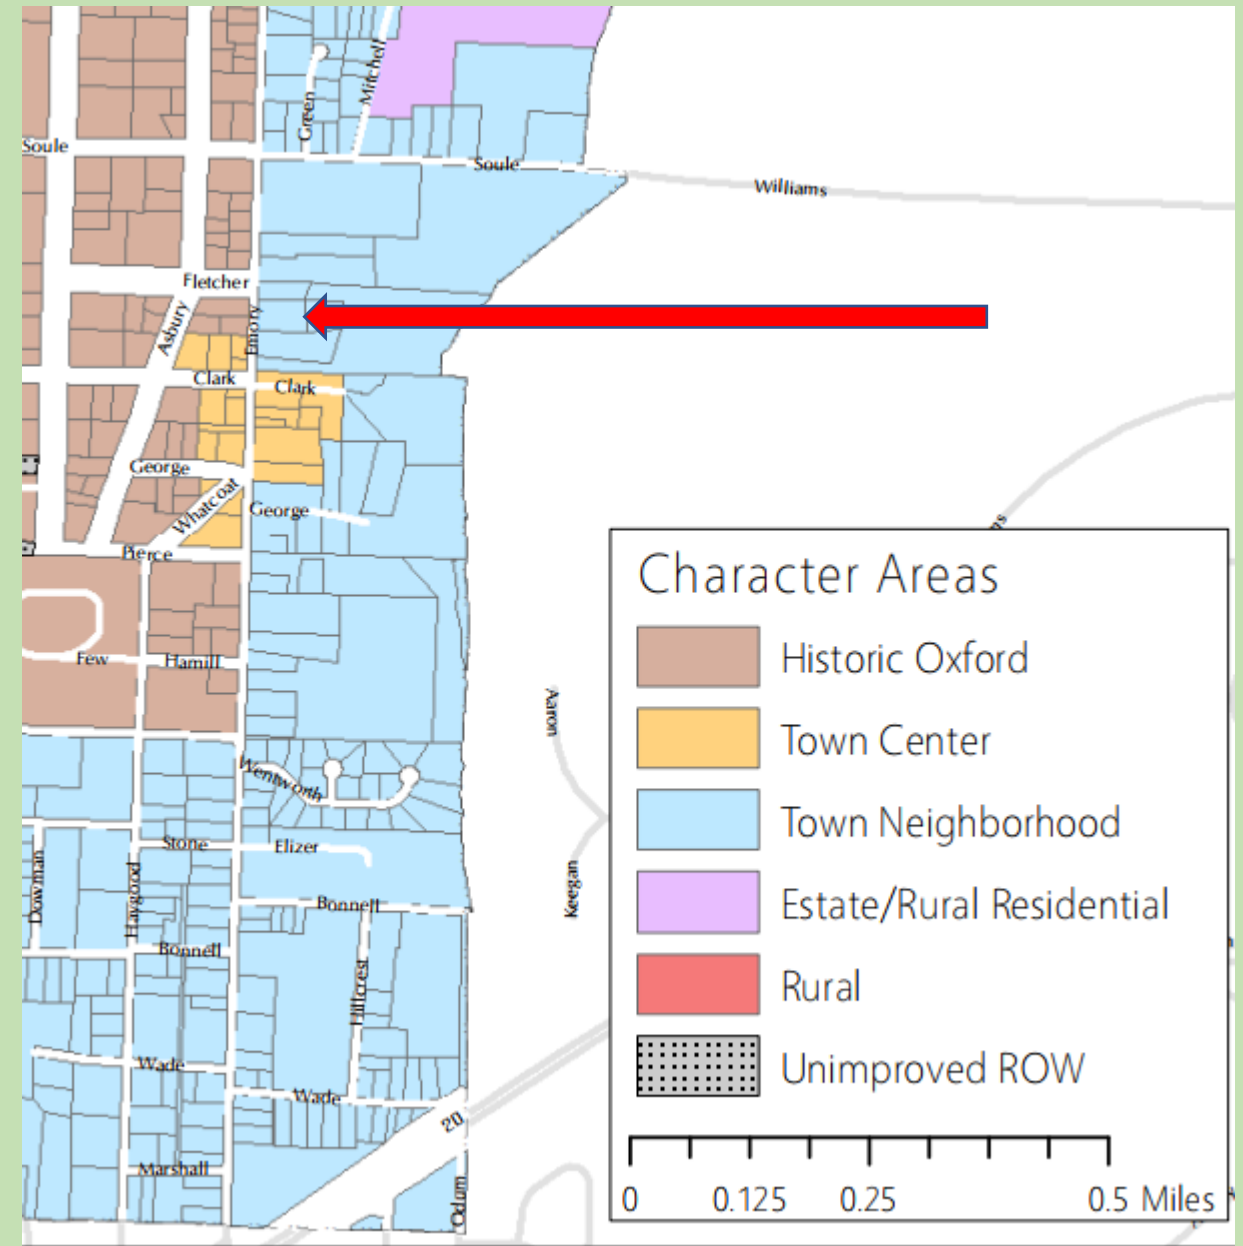 Mitchell
Green
Soule
Soule
Williams
Fletcher
Asbury
Emory
Clark
Clark
George
Whatcoat
George
Pierce
Few
Hamill
Aaron
Wentworth
Stone
Elizer
Dowman
Haygood
Keegan
Bonnell
Bonnell
Hillcrest
Wade
Wade
20
Marshall
Odum
ns
Character Areas
Historic Oxford
Town Center
Town Neighborhood
Estate/Rural Residential
Rural
Unimproved ROW
0 0.125 0.25 0.5 Miles